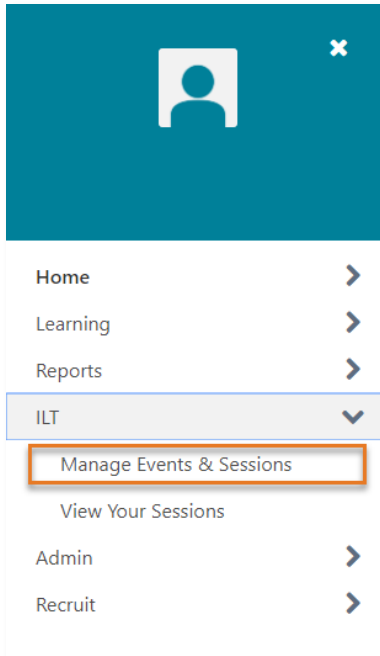 Home
Learning
Reports
ILT
Manage Events & Sessions
View Your Sessions
Admin
Recruit